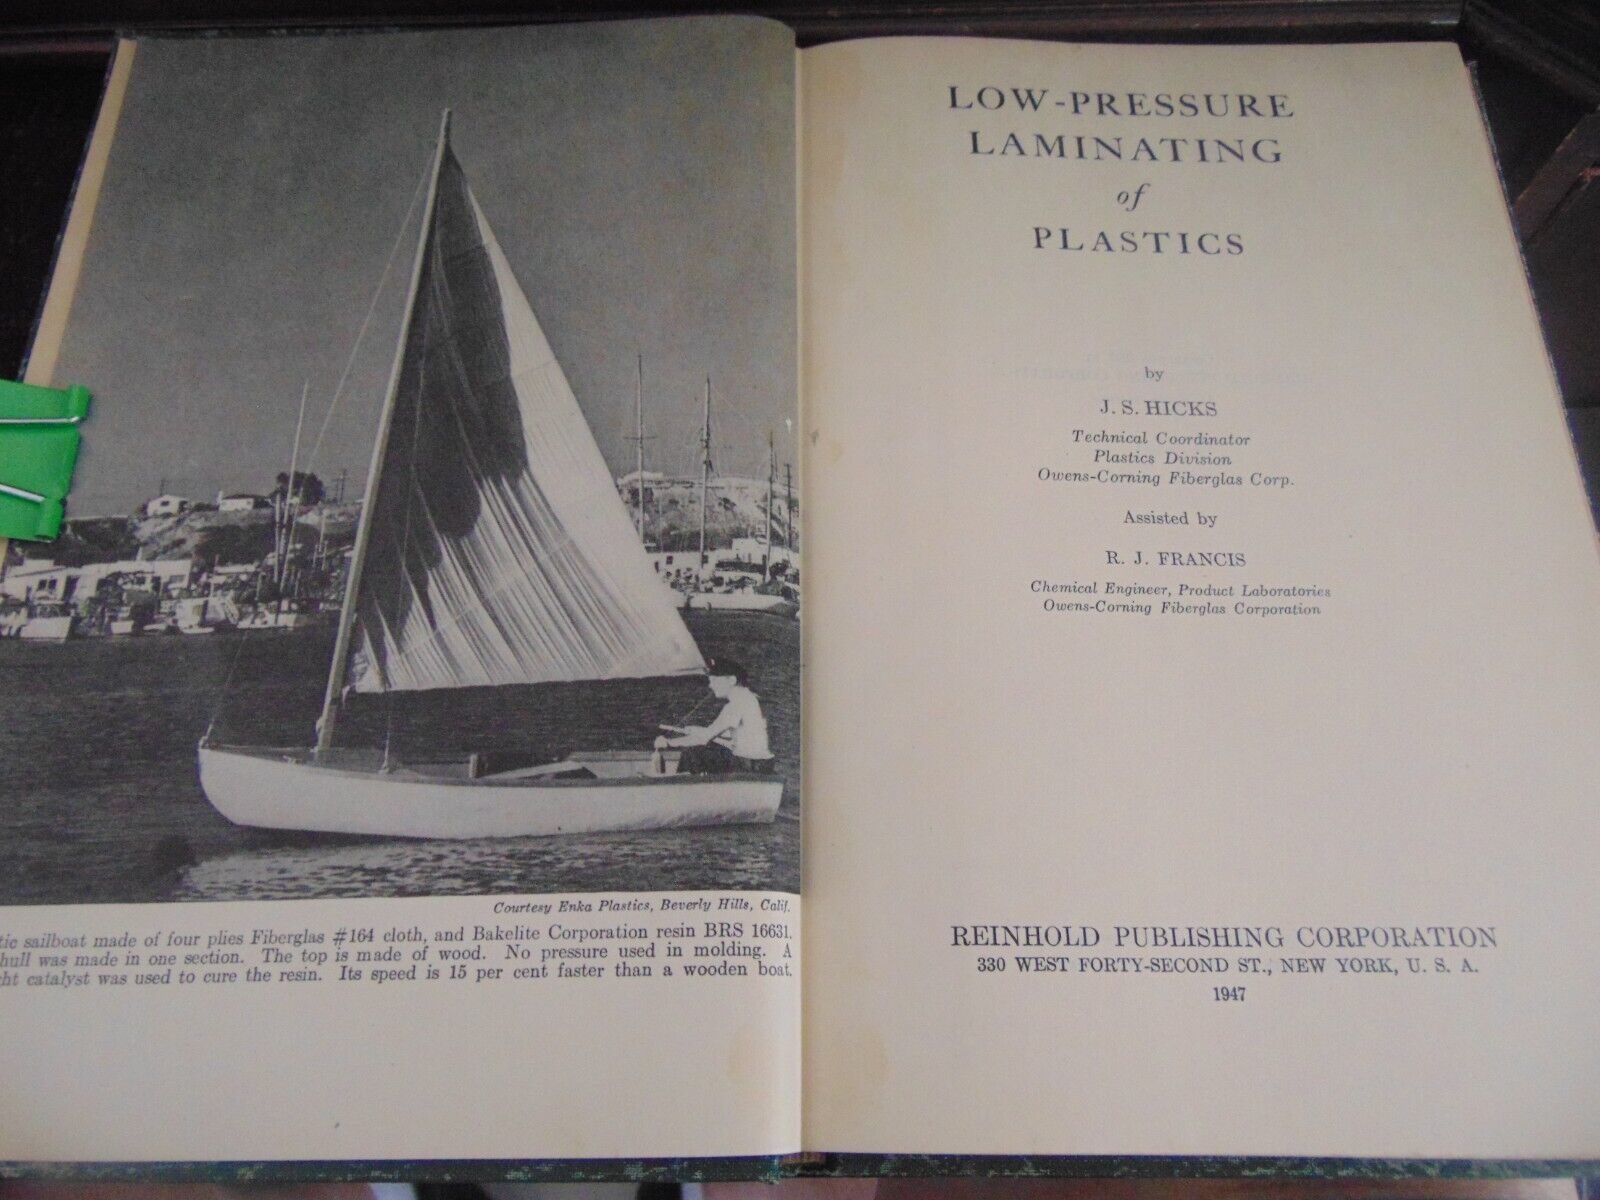 Courtesy Enka Plastics, Beverly Hills, Calif.
sailboat made of four plies Fiberglas #164 cloth, and Bakelite Corporation resin BRS 16631.
hull was made in one section. The top is made of wood. No pressure used in molding. A
catalyst was used to cure the resin. Its speed is 15 per cent faster than a wooden boat.
LOW-PRESSURE
LAMINATING
of
PLASTICS
by
J. S. HICKS
Technical Coordinator
Plastics Division
Owens-Corning Fiberglas Corp.
Assisted by
R. J. FRANCIS
Chemical Engineer, Product Laboratories
Owens-Corning Fiberglas Corporation
REINHOLD PUBLISHING CORPORATION
330 WEST FORTY-SECOND ST., NEW YORK, U. S. A.
1947